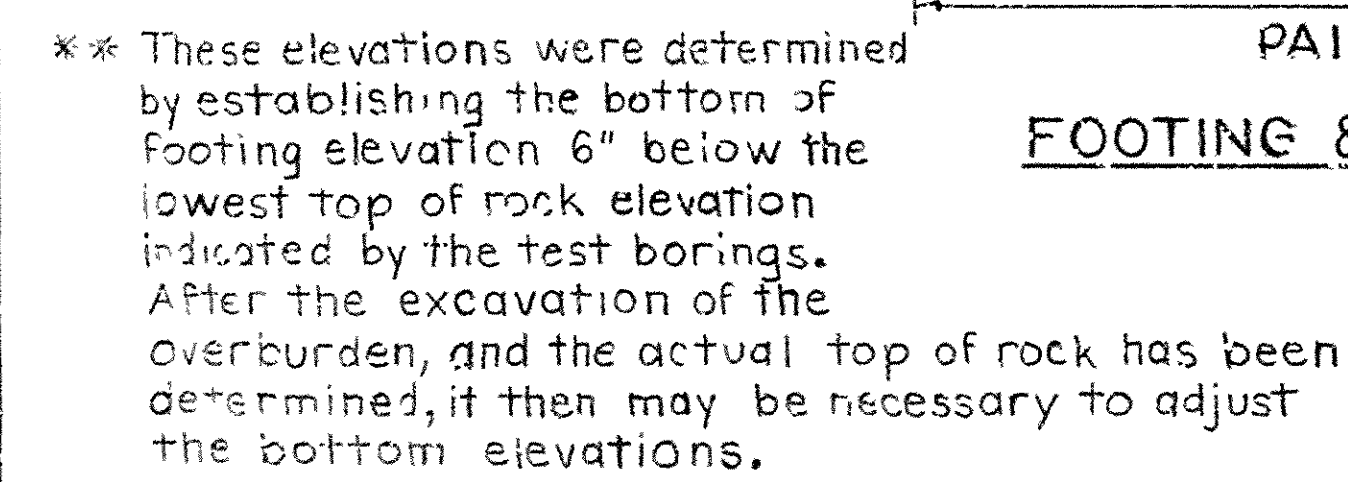 ** These elevations were determined
by establishing the bottom of
footing elevation 6" below the
lowest top of rock elevation
indicated by the test borings.
After the excavation of the
overburden, and the actual top of rock has been
determined, it then may be necessary to adjust
the bottom elevations.
PAI
FOOTING &